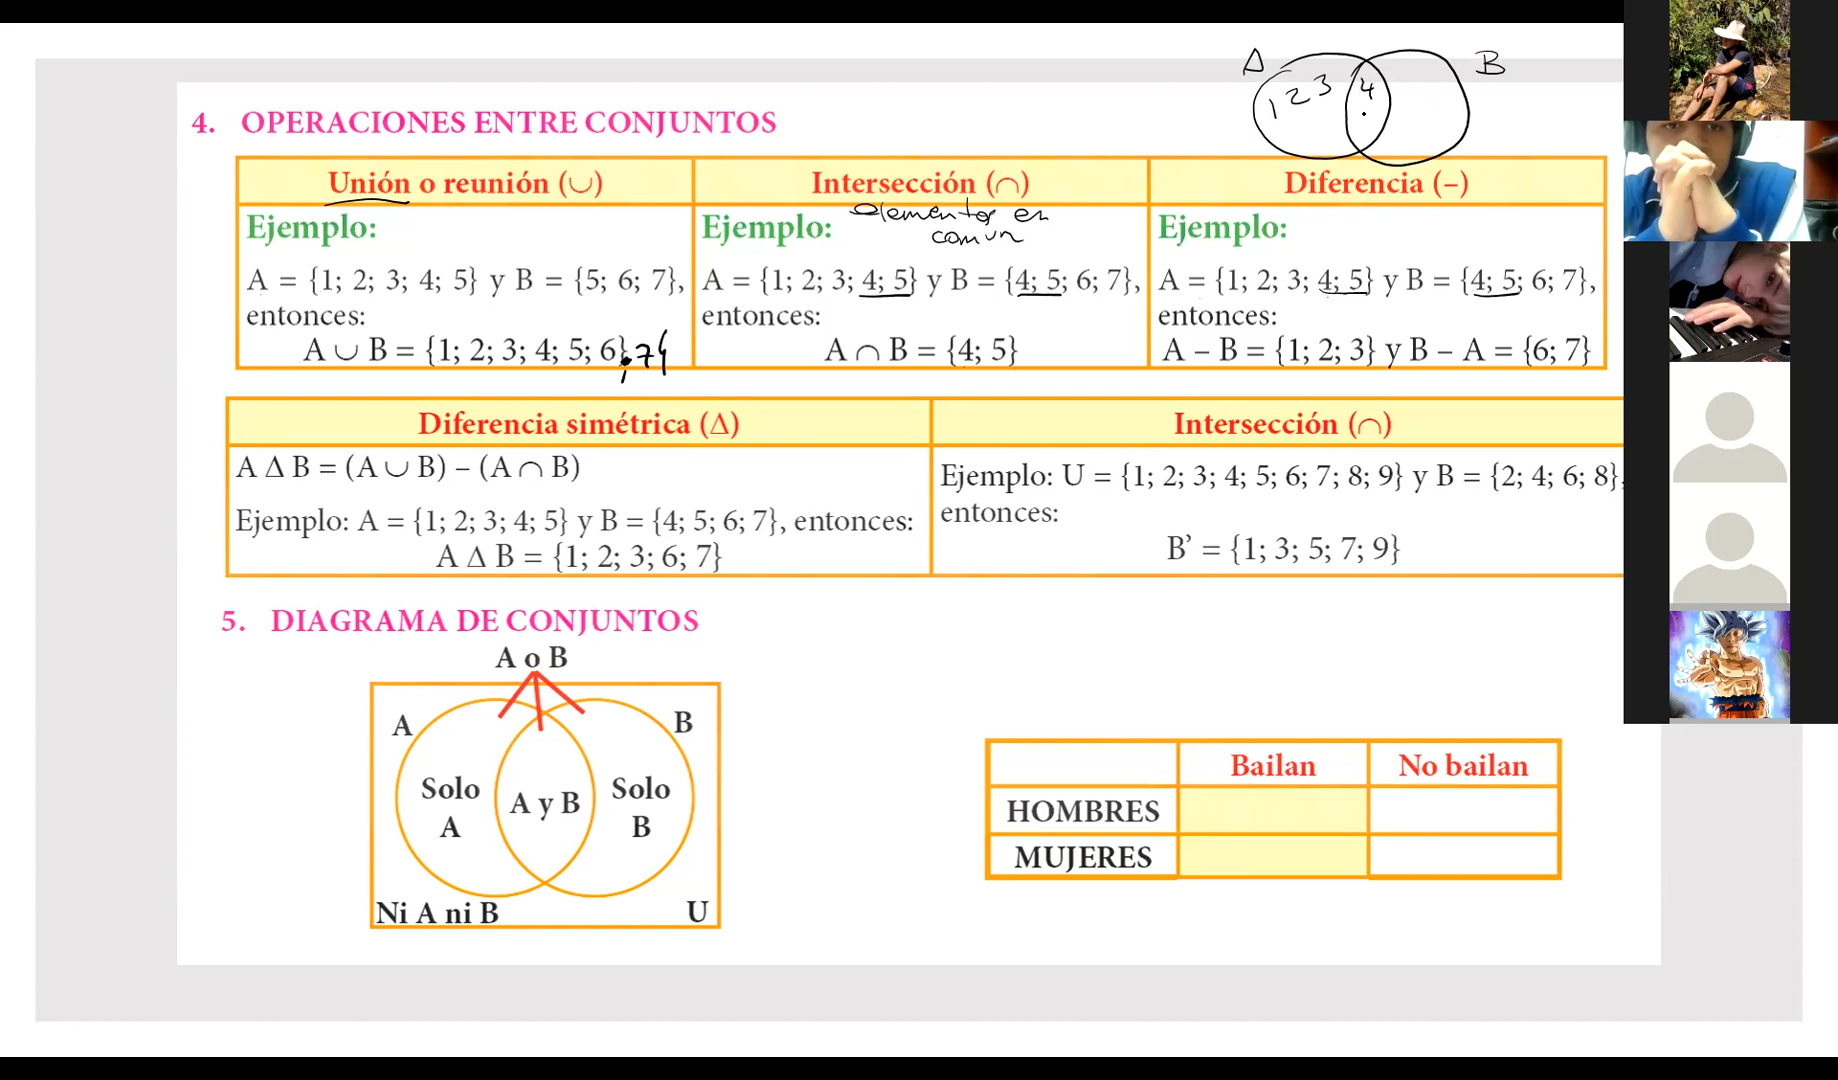 A 1 2 3 4 B
4. OPERACIONES ENTRE CONJUNTOS
Unión o reunión (∪)
Ejemplo:
A = {1; 2; 3; 4; 5} y B = {5; 6; 7},
entonces:
A ∪ B = {1; 2; 3; 4; 5; 6} ; 7}
Intersección (∩)
elementos en
común
Ejemplo:
A = {1; 2; 3; 4; 5} y B = {4; 5; 6; 7},
entonces:
A ∩ B = {4; 5}
Diferencia (–)
Ejemplo:
A = {1; 2; 3; 4; 5} y B = {4; 5; 6; 7},
entonces:
A – B = {1; 2; 3} y B – A = {6; 7}
Diferencia simétrica (Δ)
A Δ B = (A ∪ B) – (A ∩ B)
Ejemplo: A = {1; 2; 3; 4; 5} y B = {4; 5; 6; 7}, entonces:
A Δ B = {1; 2; 3; 6; 7}
Intersección (∩)
Ejemplo: U = {1; 2; 3; 4; 5; 6; 7; 8; 9} y B = {2; 4; 6; 8},
entonces:
B’ = {1; 3; 5; 7; 9}
5. DIAGRAMA DE CONJUNTOS
A o B
A
B
Solo
A
A y B
Solo
B
Ni A ni B
U
Bailan No bailan
HOMBRES
MUJERES